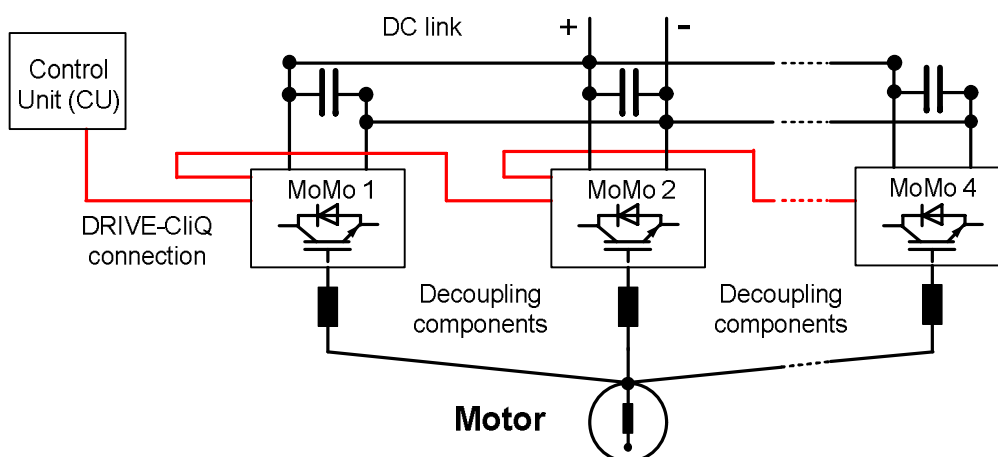 DC link
+
-
Control
Unit (CU)
MoMo 1
MoMo 2
MoMo 4
DRIVE-CliQ
connection
Decoupling
components
Decoupling
components
Motor